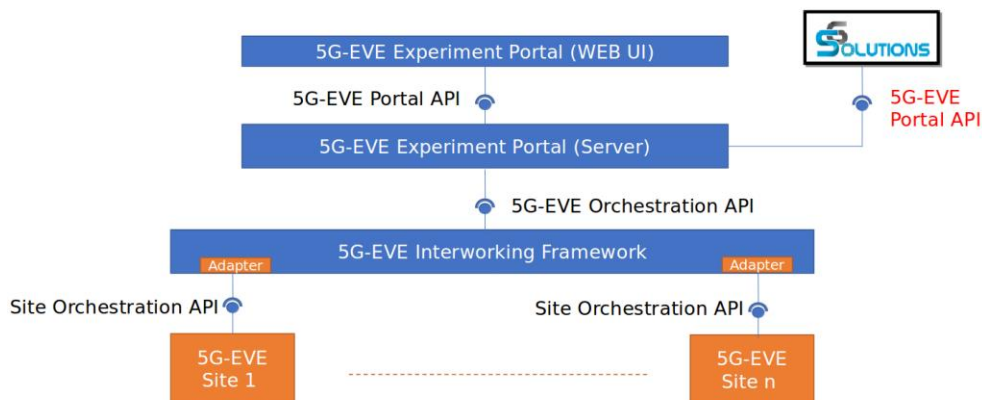 5G-EVE Experiment Portal (WEB UI)
5G SOLUTIONS
5G-EVE Portal API
5G-EVE
Portal API
5G-EVE Experiment Portal (Server)
5G-EVE Orchestration API
5G-EVE Interworking Framework
Adapter
Adapter
Site Orchestration API
Site Orchestration API
5G-EVE
Site 1
5G-EVE
Site n